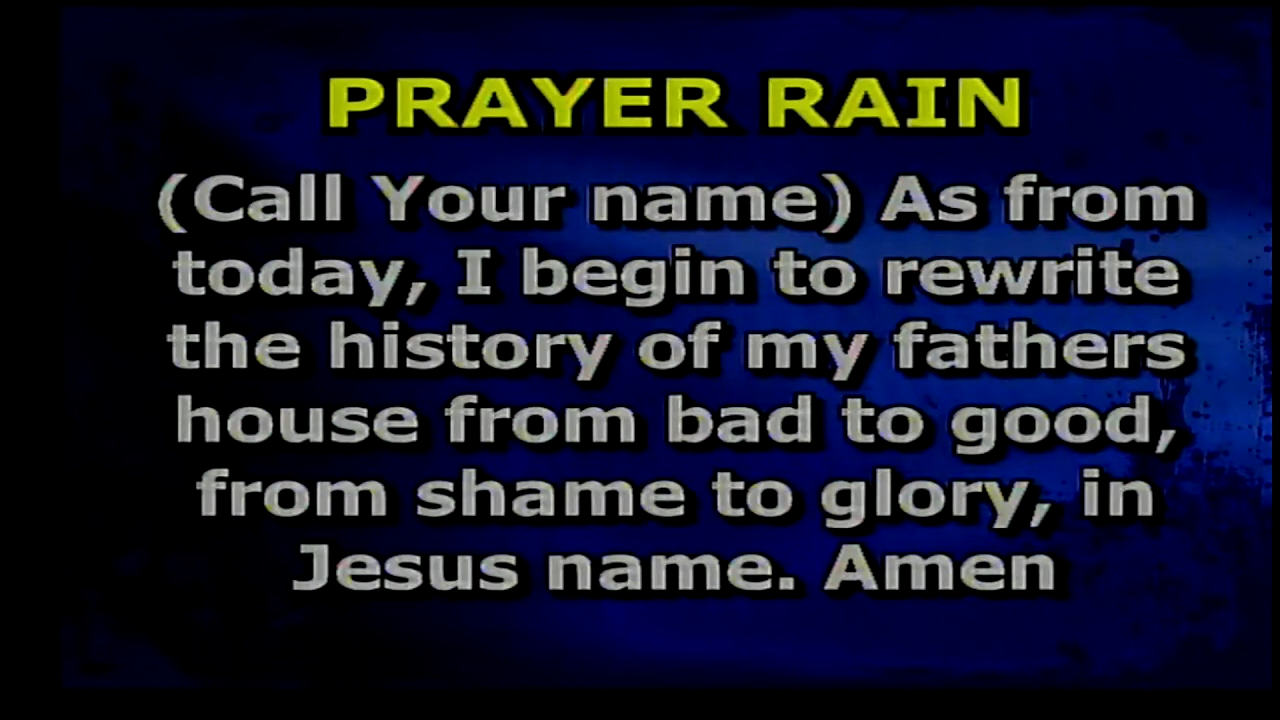 PRAYER RAIN
(Call Your name) As from
today, I begin to rewrite
the history of my fathers
house from bad to good,
from shame to glory, in
Jesus name. Amen